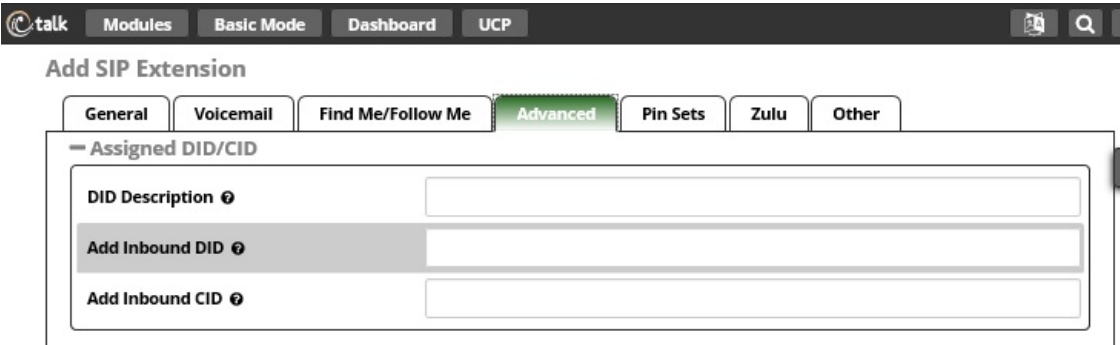 C.talk Modules Basic Mode Dashboard UCP
Add SIP Extension
General Voicemail Find Me/Follow Me Advanced Pin Sets Zulu Other
Assigned DID/CID
DID Description
Add Inbound DID
Add Inbound CID